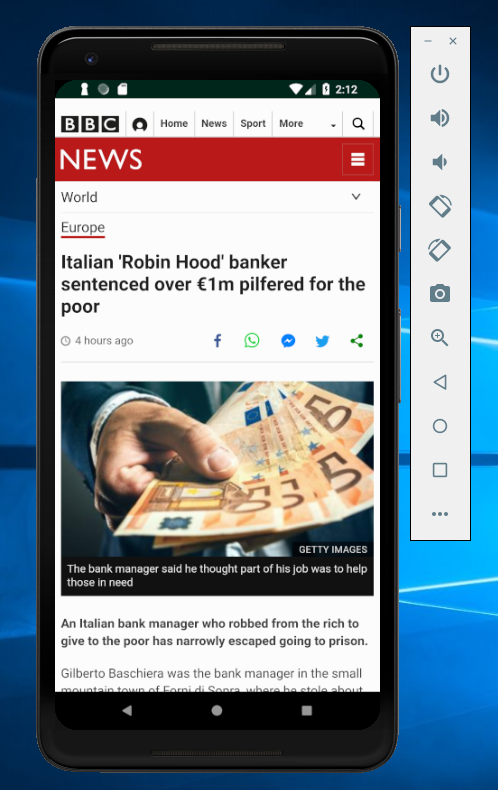 2:12
BBC
Home
News
Sport
More
NEWS
World
Europe
Italian 'Robin Hood' banker
sentenced over €1m pilfered for the
poor
4 hours ago
50
50
50
GETTY IMAGES
The bank manager said he thought part of his job was to help
those in need
An Italian bank manager who robbed from the rich to
give to the poor has narrowly escaped going to prison.
Gilberto Baschiera was the bank manager in the small
mountain town of Forni di Sopra, where he stole about